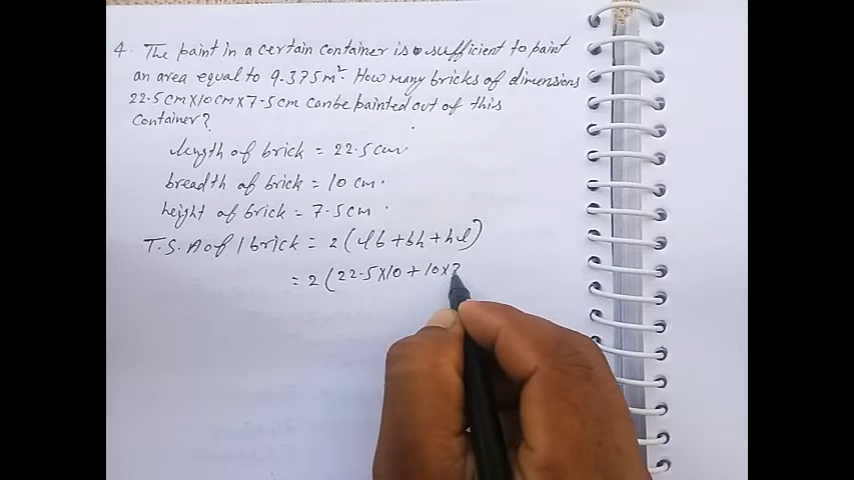 4. The paint in a certain container is sufficient to paint
an area equal to 9.375m². How many bricks of dimensions
22.5cm×10cm×7.5cm can be painted out of this
container?
length of brick = 22.5cm.
breadth of brick = 10 cm.
height of brick = 7.5cm.
T.S.A of 1 brick = 2(lb+bh+hl)
= 2(22.5×10+10×